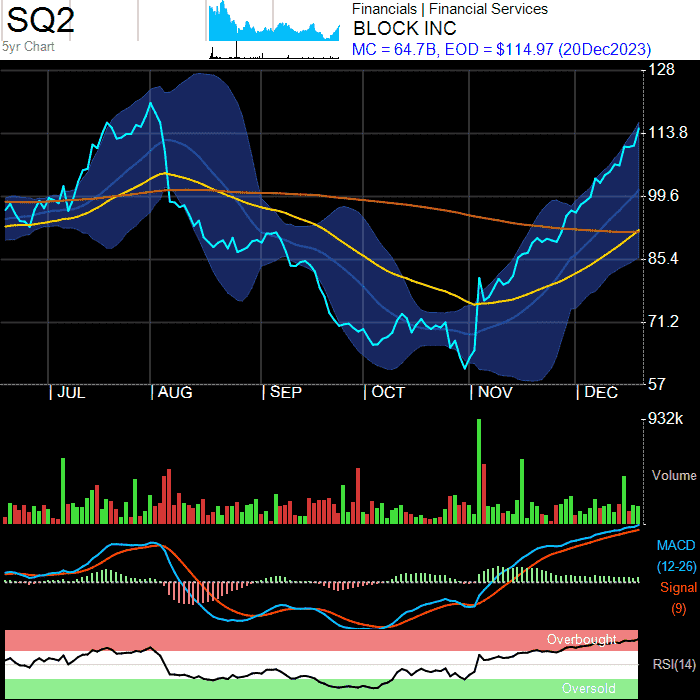 SQ2
5yr Chart
Financials | Financial Services
BLOCK INC
MC = 64.7B, EOD = $114.97 (20Dec2023)
128
113.8
99.6
85.4
71.2
57
JUL
AUG
SEP
OCT
NOV
DEC
932k
Volume
MACD
(12-26)
Signal
(9)
Overbought
RSI(14)
Oversold